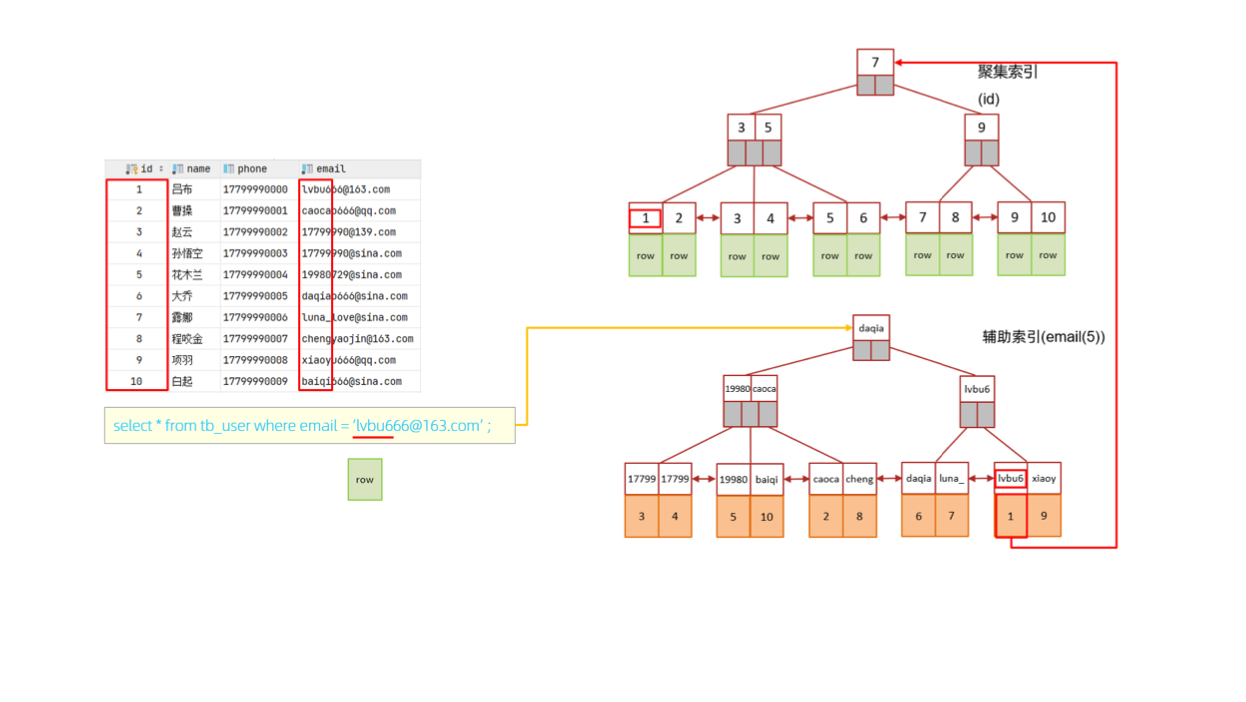 id name phone email
1 吕布 17799990000 lvbu666@163.com
2 曹操 17799990001 caocao666@qq.com
3 赵云 17799990002 17799990@139.com
4 孙悟空 17799990003 17799990@sina.com
5 花木兰 17799990004 19980729@sina.com
6 大乔 17799990005 daqiao666@sina.com
7 露娜 17799990006 luna_love@sina.com
8 程咬金 17799990007 chengyaojin@163.com
9 项羽 17799990008 xiaoyu666@qq.com
10 白起 17799990009 baiqi666@sina.com
select * from tb_user where email = 'lvbu666@163.com' ;
row
7
聚集索引
(id)
3 5 9
1 2 3 4 5 6 7 8 9 10
row row row row row row row row row row
daqia
辅助索引(email(5))
19980 caoca lvbu6
17799 17799 19980 baiqi caoca cheng daqia luna_ lvbu6 xiaoy
3 4 5 10 2 8 6 7 1 9